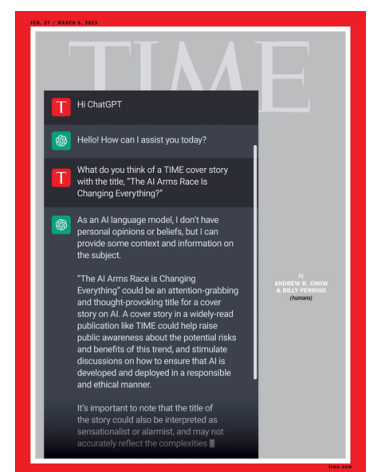 FEB. 27 / MARCH 6, 2023
TIME
T
Hi ChatGPT
Hello! How can I assist you today?
T
What do you think of a TIME cover story
with the title, “The AI Arms Race Is
Changing Everything?”
As an AI language model, I don’t have
personal opinions or beliefs, but I can
provide some context and information on
the subject.
“The AI Arms Race is Changing
Everything” could be an attention-grabbing
and thought-provoking title for a cover
story on AI. A cover story in a widely-read
publication like TIME could help raise
public awareness about the potential risks
and benefits of this trend, and stimulate
discussions on how to ensure that AI is
developed and deployed in a responsible
and ethical manner.
It’s important to note that the title of
the story could also be interpreted as
sensationalist or alarmist, and may not
accurately reflect the complexities
by
ANDREW R. CHOW
& BILLY PERRIGO
(humans)
time.com